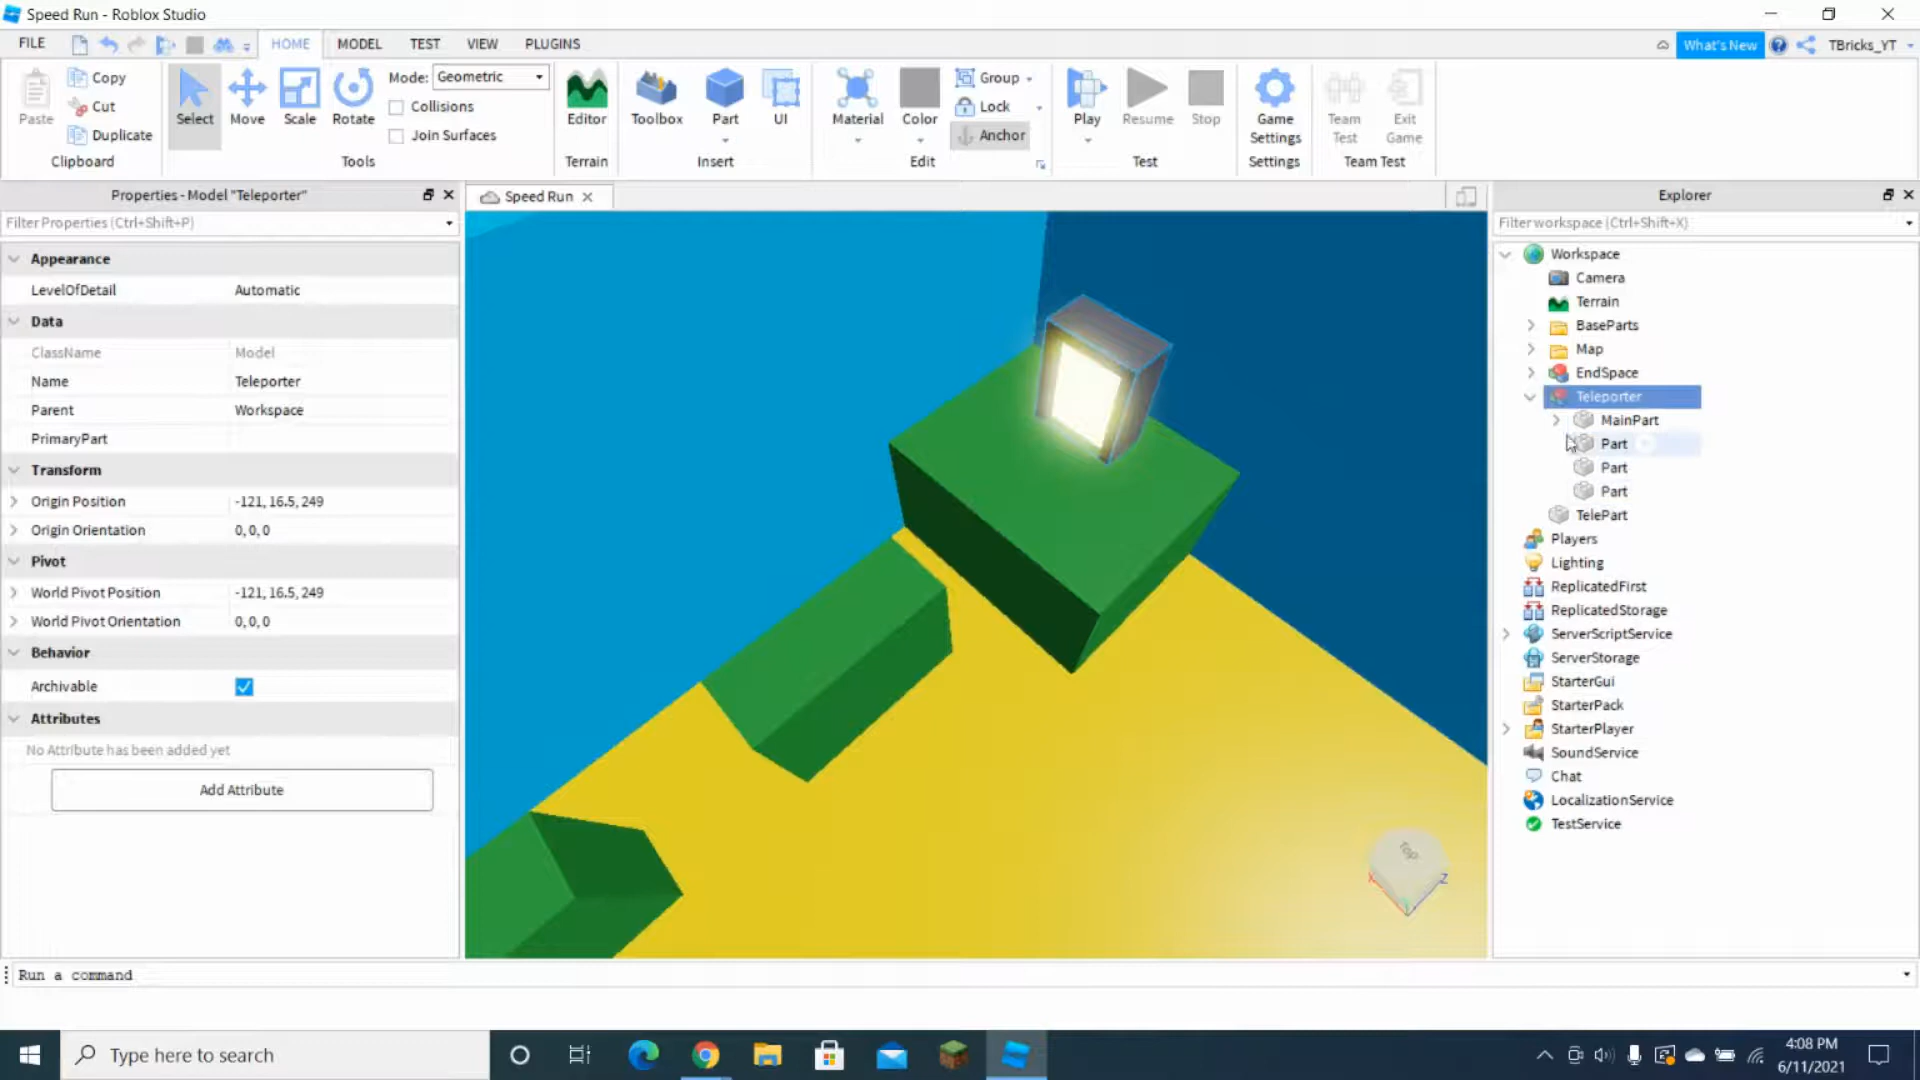 Speed Run - Roblox Studio
FILE HOME MODEL TEST VIEW PLUGINS What's New TBricks_YT
Paste Copy Cut Duplicate Clipboard
Select Move Scale Rotate Mode: Geometric Collisions Join Surfaces Tools
Editor Terrain
Toolbox Part UI Insert
Material Color Group Lock Anchor Edit
Play Resume Stop Test
Game Settings Settings
Team Test Exit Game Team Test
Properties - Model "Teleporter"
Filter Properties (Ctrl+Shift+P)
Appearance
LevelOfDetail Automatic
Data
ClassName Model
Name Teleporter
Parent Workspace
PrimaryPart
Transform
Origin Position -121, 16.5, 249
Origin Orientation 0, 0, 0
Pivot
World Pivot Position -121, 16.5, 249
World Pivot Orientation 0, 0, 0
Behavior
Archivable
Attributes
No Attribute has been added yet
Add Attribute
Speed Run
Top
X
Z
Explorer
Filter workspace (Ctrl+Shift+X)
Workspace
Camera
Terrain
BaseParts
Map
EndSpace
Teleporter
MainPart
Part
Part
Part
TelePart
Players
Lighting
ReplicatedFirst
ReplicatedStorage
ServerScriptService
ServerStorage
StarterGui
StarterPack
StarterPlayer
SoundService
Chat
LocalizationService
TestService
Run a command
Type here to search
4:08 PM
6/11/2021